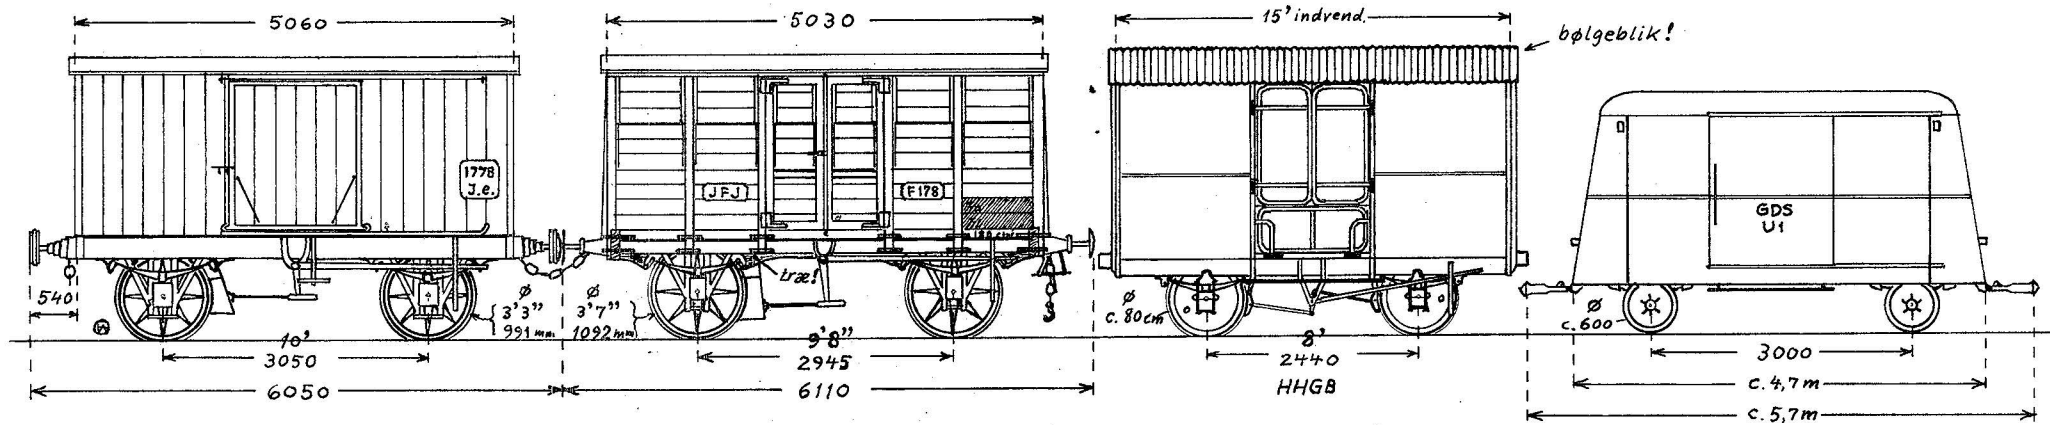 5060
5030
15' indvend.
bølgeblik!
1778
J.e.
JFJ
F178
GDS
U1
træ!
540
Ø
3'3"
991 mm
Ø
3'7"
1092 mm
Ø
c. 80 cm
Ø
c. 600
10'
3050
9'8"
2945
8'
2440
HHGB
3000
6050
6110
c. 4,7 m
c. 5,7 m